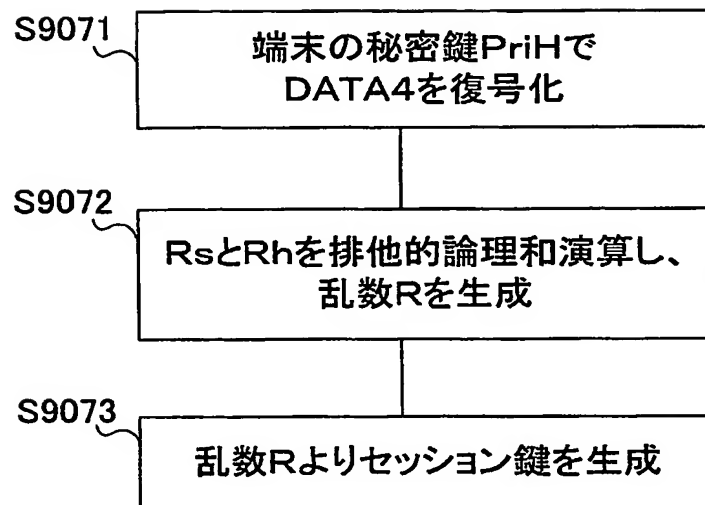 S9071
端末の秘密鍵PriHで
DATA4を復号化
S9072
RsとRhを排他的論理和演算し、
乱数Rを生成
S9073
乱数Rよりセッション鍵を生成